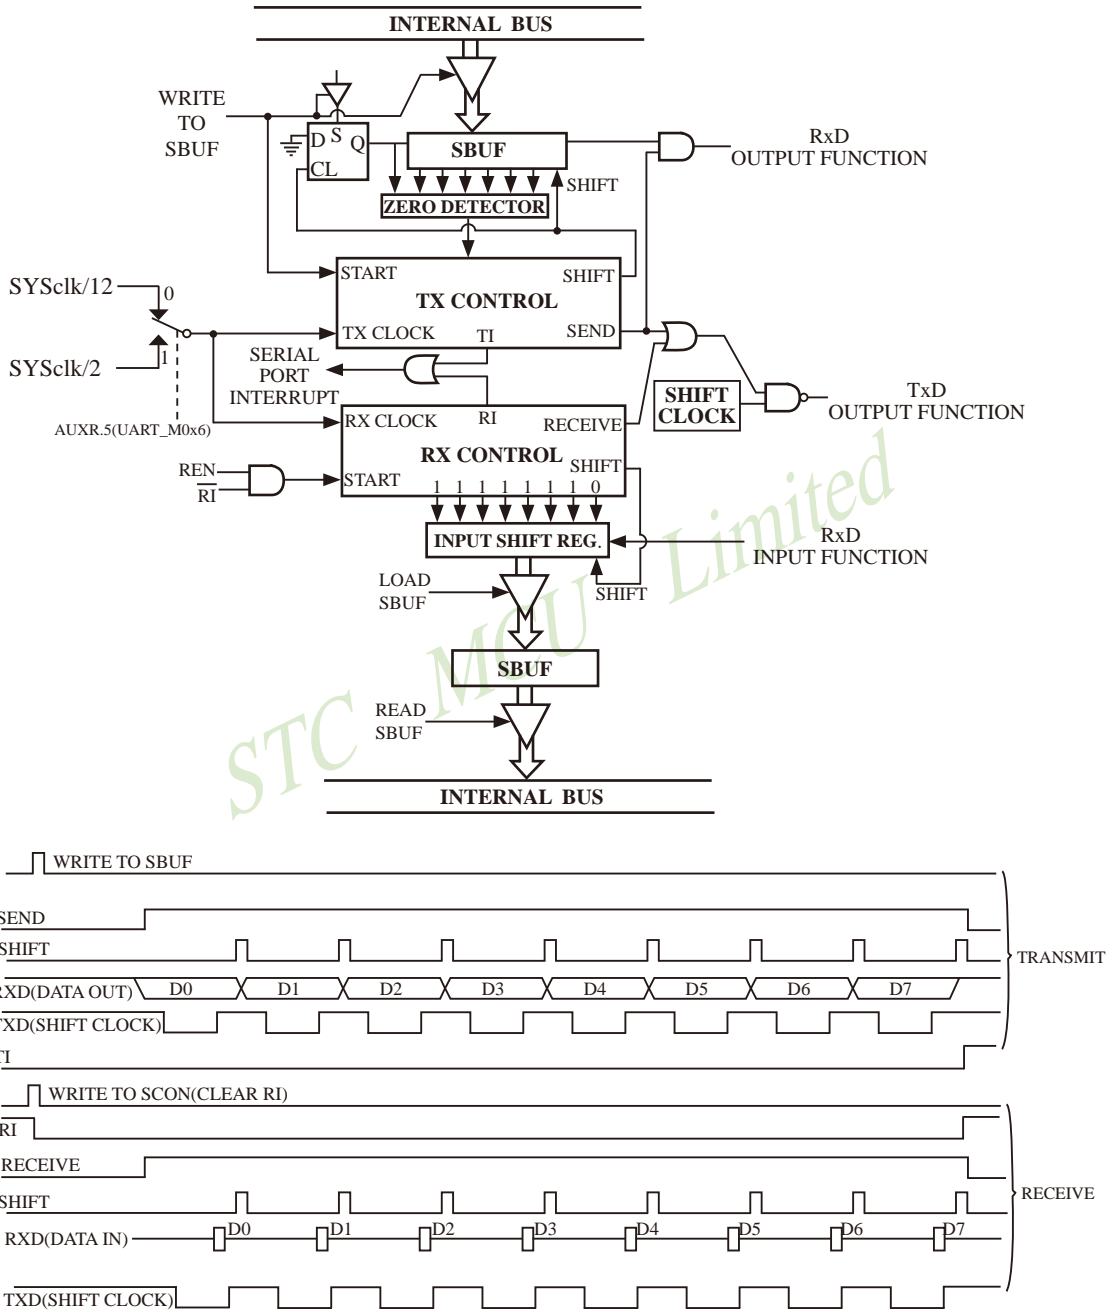 INTERNAL BUS
WRITE
TO
SBUF
D S Q
CL
SBUF
RxD
OUTPUT FUNCTION
SHIFT
ZERO DETECTOR
START
SHIFT
TX CONTROL
SYSclk/12
0
TX CLOCK
TI
SEND
SYSclk/2
1
SERIAL
PORT
INTERRUPT
SHIFT
CLOCK
TxD
OUTPUT FUNCTION
AUXR.5(UART_M0x6)
RX CLOCK
RI
RECEIVE
RX CONTROL
SHIFT
REN
RI
START
1 1 1 1 1 1 1 0
INPUT SHIFT REG.
RxD
INPUT FUNCTION
LOAD
SBUF
SHIFT
SBUF
READ
SBUF
INTERNAL BUS
STC MCU Limited
WRITE TO SBUF
SEND
SHIFT
RXD(DATA OUT) D0 D1 D2 D3 D4 D5 D6 D7
TXD(SHIFT CLOCK)
TI
TRANSMIT
WRITE TO SCON(CLEAR RI)
RI
RECEIVE
SHIFT
RXD(DATA IN) D0 D1 D2 D3 D4 D5 D6 D7
TXD(SHIFT CLOCK)
RECEIVE